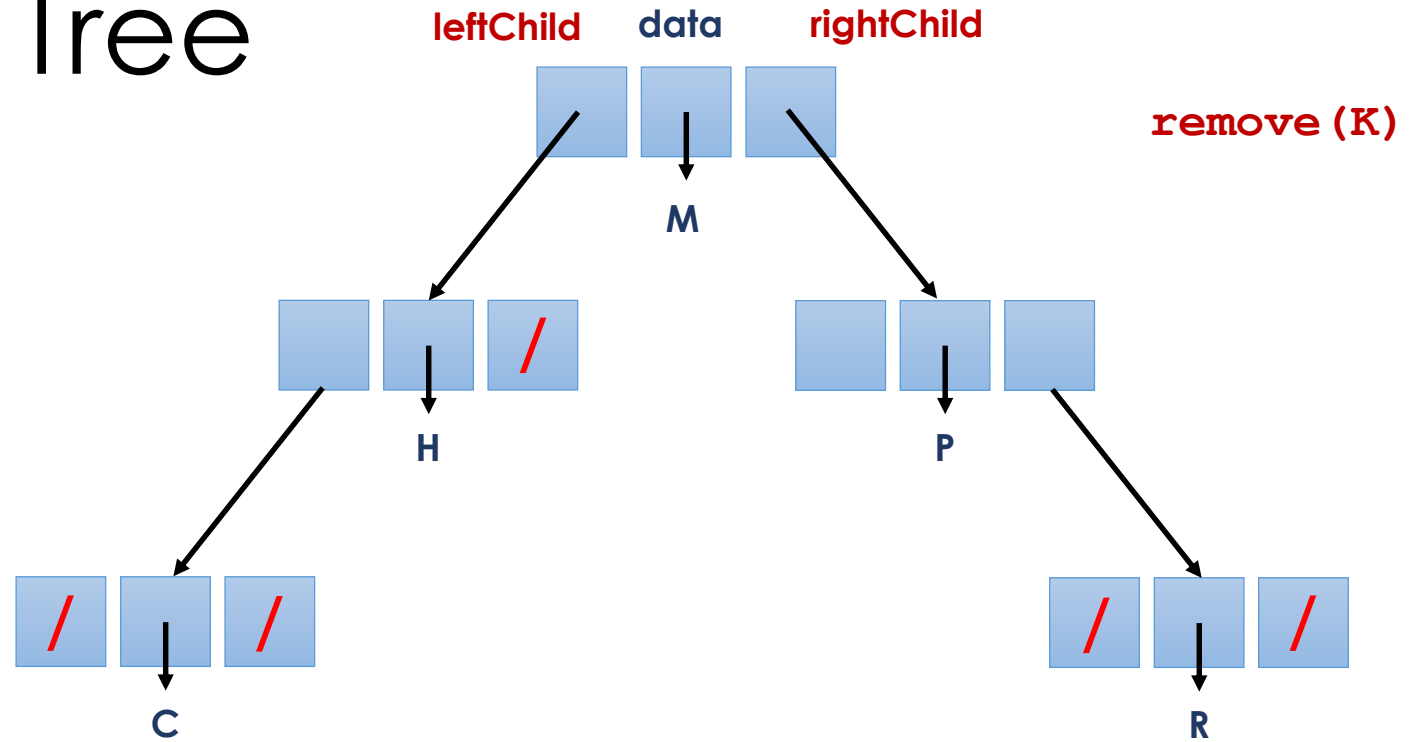 Tree
leftChild data rightChild
remove(K)
M
/
H P
/ / / /
C R